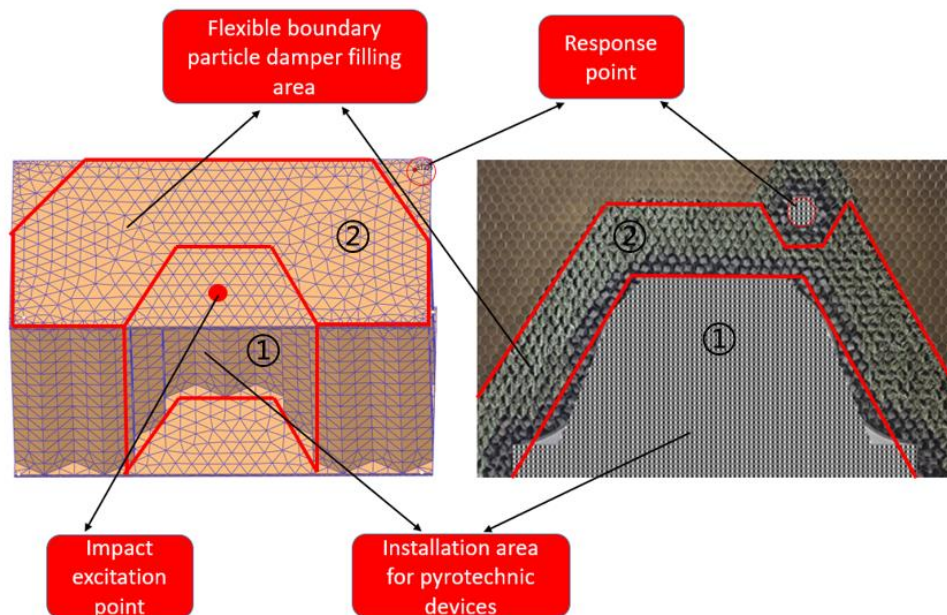 Flexible boundary
particle damper filling
area
Response
point
②
①
②
①
Impact
excitation
point
Installation area
for pyrotechnic
devices